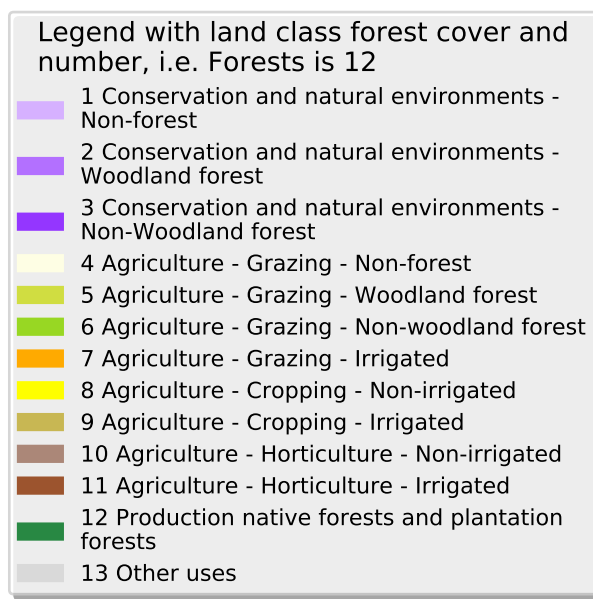 Legend with land class forest cover and
number, i.e. Forests is 12
1 Conservation and natural environments -
Non-forest
2 Conservation and natural environments -
Woodland forest
3 Conservation and natural environments -
Non-Woodland forest
4 Agriculture - Grazing - Non-forest
5 Agriculture - Grazing - Woodland forest
6 Agriculture - Grazing - Non-woodland forest
7 Agriculture - Grazing - Irrigated
8 Agriculture - Cropping - Non-irrigated
9 Agriculture - Cropping - Irrigated
10 Agriculture - Horticulture - Non-irrigated
11 Agriculture - Horticulture - Irrigated
12 Production native forests and plantation
forests
13 Other uses